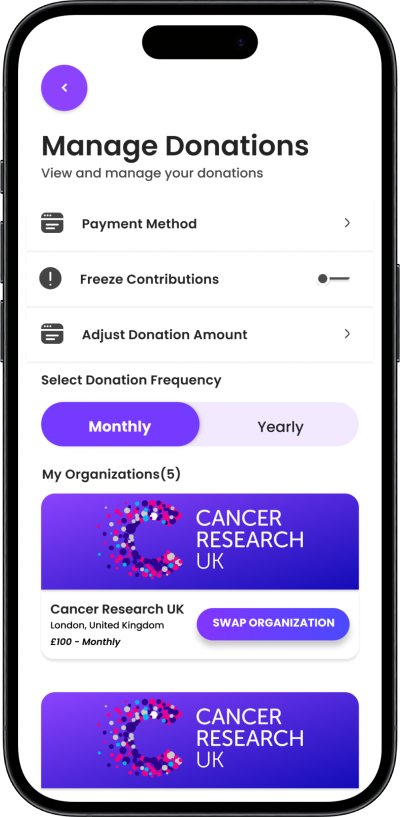 Manage Donations
View and manage your donations
Payment Method
Freeze Contributions
Adjust Donation Amount
Select Donation Frequency
Monthly
Yearly
My Organizations(5)
CANCER
RESEARCH
UK
Cancer Research UK
London, United Kingdom
£100 - Monthly
SWAP ORGANIZATION
CANCER
RESEARCH
UK